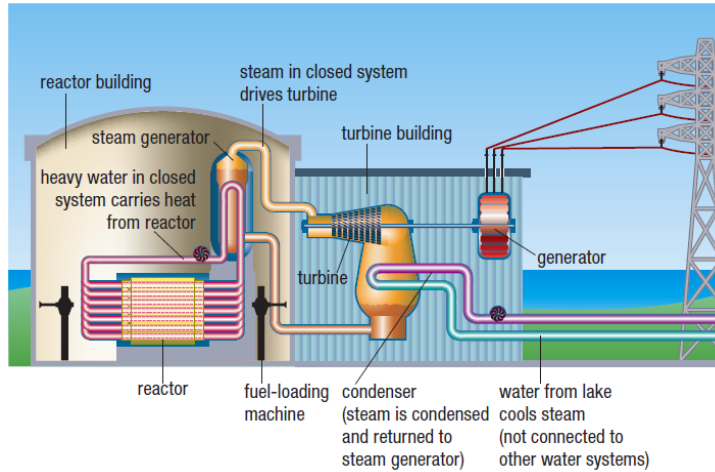 steam in closed system
drives turbine
reactor building
steam generator
turbine building
heavy water in closed
system carries heat
from reactor
turbine
generator
reactor
fuel-loading
machine
condenser
(steam is condensed
and returned to
steam generator)
water from lake
cools steam
(not connected to
other water systems)